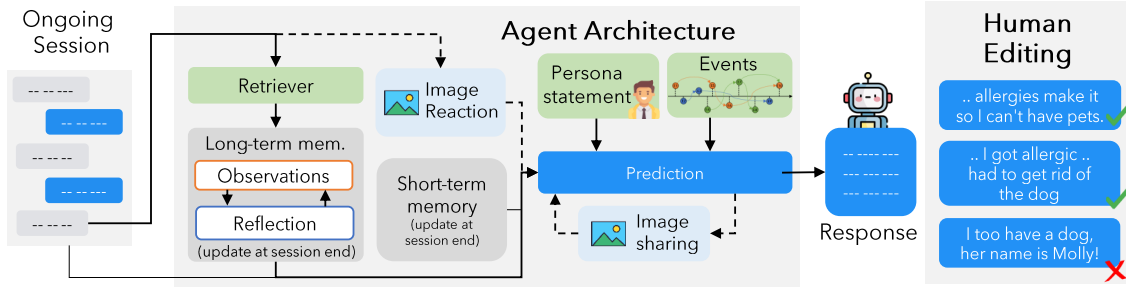 Ongoing
Session
-- -- ---
-- -- ---
-- -- --
-- -- ---
-- -- --
Agent Architecture
Retriever
Long-term mem.
Observations
Reflection
(update at session end)
Image
Reaction
Short-term
memory
(update at
session end)
Persona
statement
Events
Prediction
Image
sharing
-- ---- ---
--- --- ---
--- -- ---
Response
Human
Editing
.. allergies make it
so I can't have pets.
.. I got allergic ..
had to get rid of
the dog
I too have a dog,
her name is Molly!